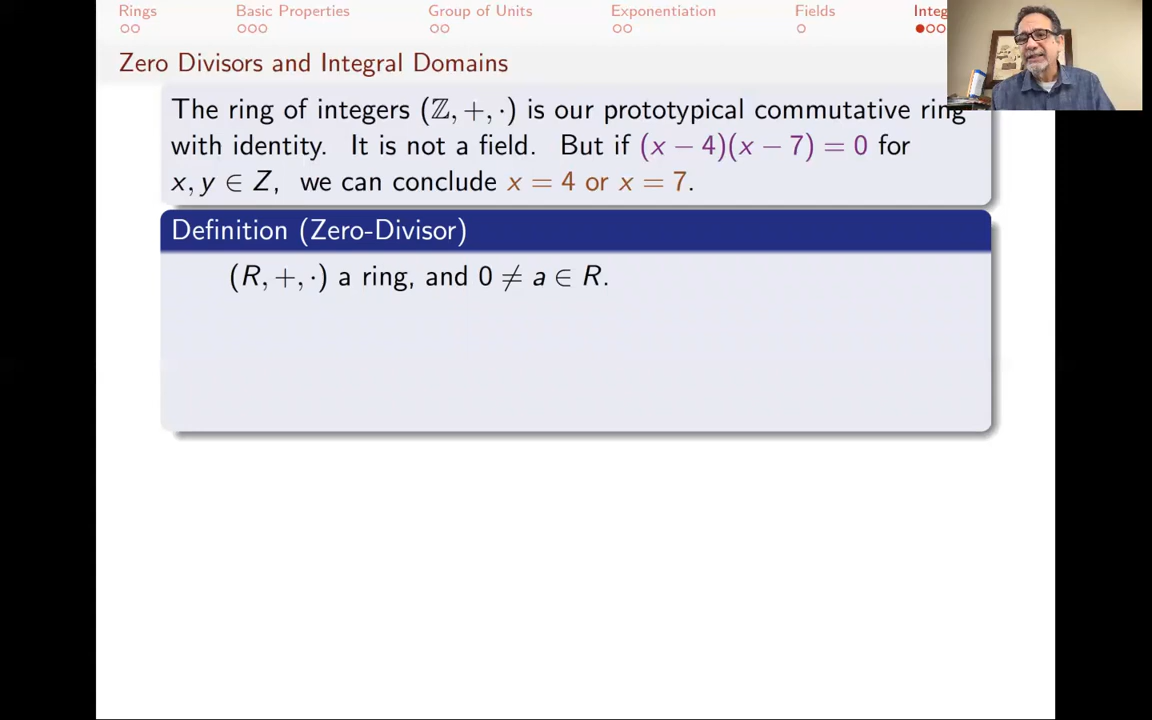 Rings Basic Properties Group of Units Exponentiation Fields Integ
Zero Divisors and Integral Domains
The ring of integers (ℤ, +, ·) is our prototypical commutative ring
with identity. It is not a field. But if (x − 4)(x − 7) = 0 for
x, y ∈ Z, we can conclude x = 4 or x = 7.
Definition (Zero-Divisor)
(R, +, ·) a ring, and 0 ≠ a ∈ R.